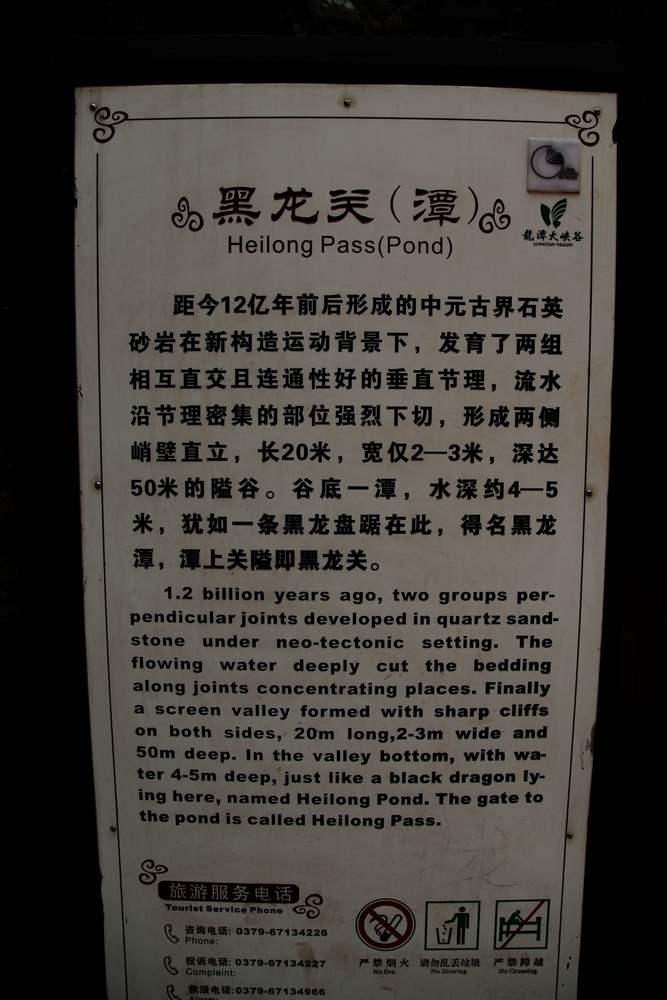 黑龙关（潭）
Heilong Pass(Pond)
龍潭大峡谷
距今12亿年前后形成的中元古界石英
砂岩在新构造运动背景下，发育了两组
相互直交且连通性好的垂直节理，流水
沿节理密集的部位强烈下切，形成两侧
峭壁直立，长20米，宽仅2—3米，深达
50米的隘谷。谷底一潭，水深约4—5
米，犹如一条黑龙盘踞在此，得名黑龙
潭，潭上关隘即黑龙关。
1.2 billion years ago, two groups per-
pendicular joints developed in quartz sand-
stone under neo-tectonic setting. The
flowing water deeply cut the bedding
along joints concentrating places. Finally
a screen valley formed with sharp cliffs
on both sides, 20m long,2-3m wide and
50m deep. In the valley bottom, with wa-
ter 4-5m deep, just like a black dragon ly-
ing here, named Heilong Pond. The gate to
the pond is called Heilong Pass.
旅游服务电话
Tourist Service Phone
咨询电话: 0379-67134226
Phone:
投诉电话: 0379-67134227
Complaint:
救援电话: 0379-67134966
严禁烟火
No fire
请勿乱丢垃圾
No littering
严禁跨越
No Crossing